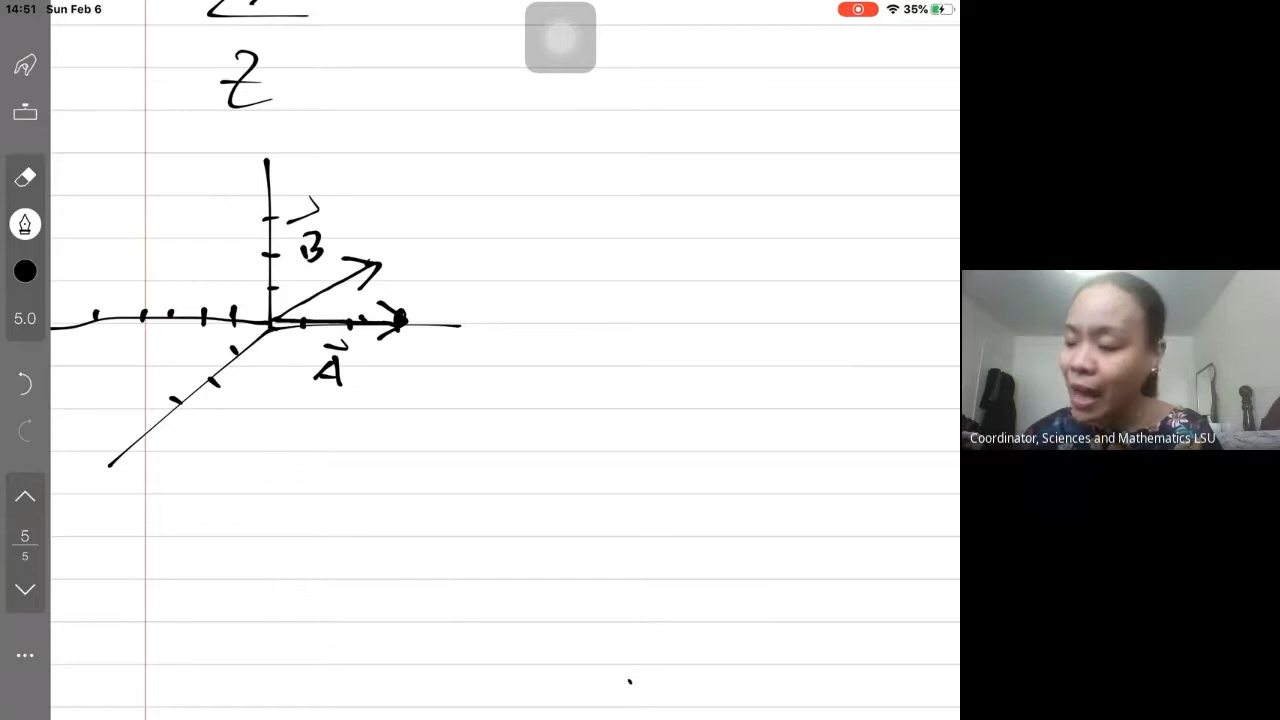 14:51 Sun Feb 6 35%
Z
B
A
5.0
5
5
Coordinator, Sciences and Mathematics LSU